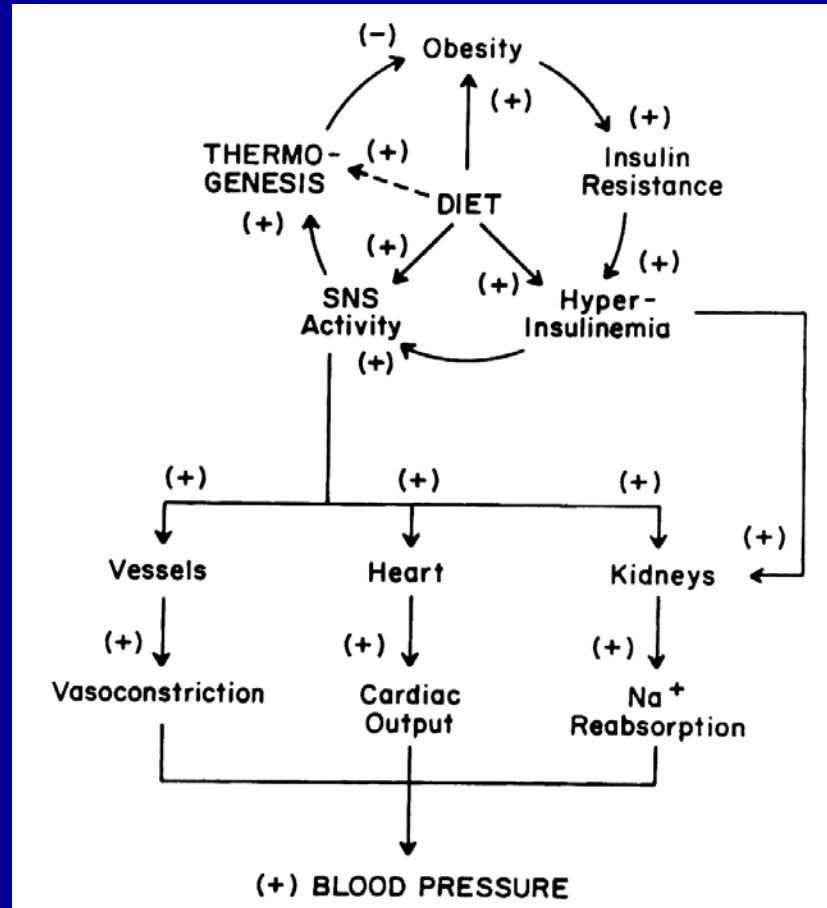 (-)
Obesity
(+)
(+)
THERMO-
GENESIS
(+)
Insulin
Resistance
DIET
(+)
(+)
(+)
(+)
SNS
Activity
Hyper-
Insulinemia
(+)
(+)
(+)
(+)
(+)
Vessels
Heart
Kidneys
(+)
(+)
(+)
Vasoconstriction
Cardiac
Output
Na+
Reabsorption
(+) BLOOD PRESSURE